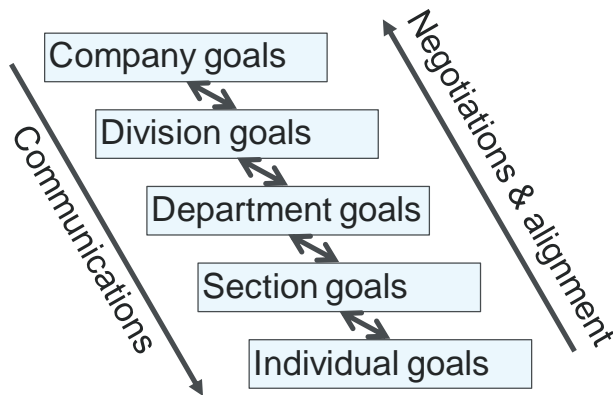 Company goals
Division goals
Department goals
Section goals
Individual goals
Communications
Negotiations & alignment